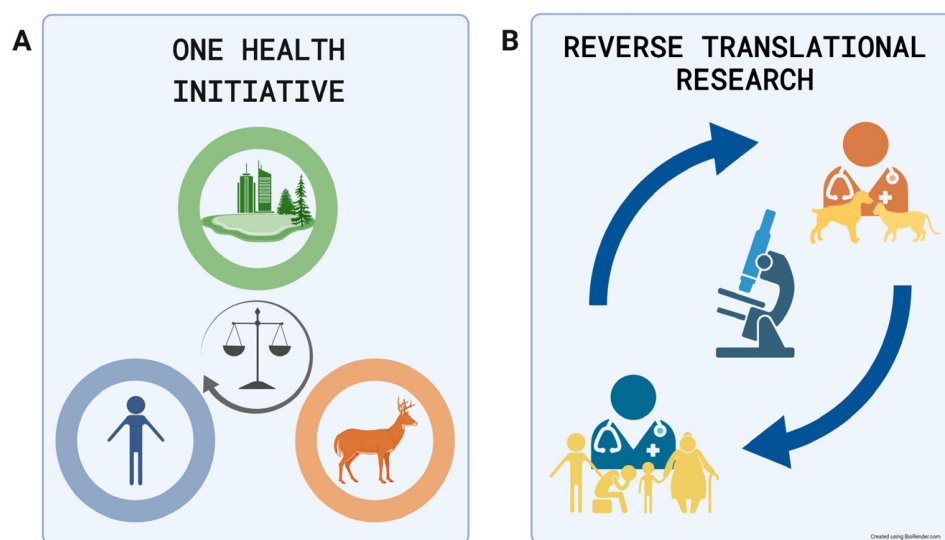 A
ONE HEALTH
INITIATIVE
B
REVERSE TRANSLATIONAL
RESEARCH
Created using BioRender.com